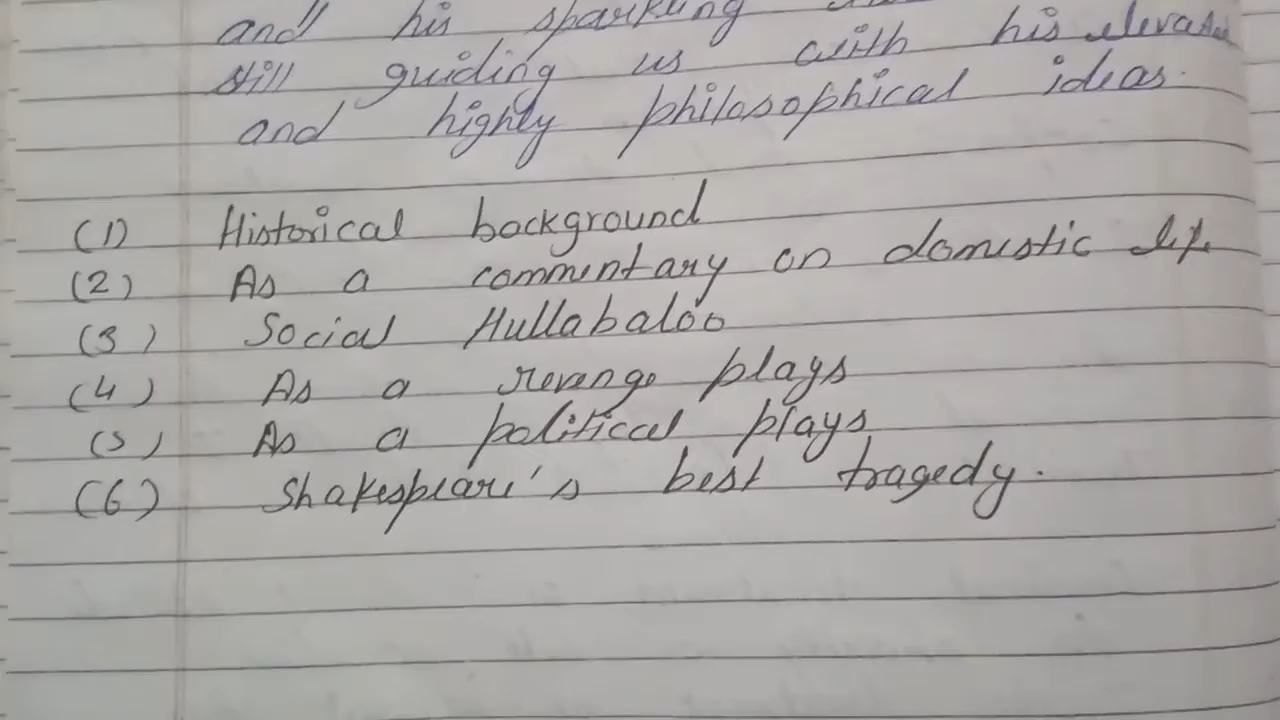 and his sparkling
still guiding us with his elevated
and highly philosophical ideas.
(1) Historical background
(2) As a commentary on domestic life
(3) Social Hullabaloo
(4) As a revenge plays
(5) As a political plays
(6) Shakespeare's best tragedy.